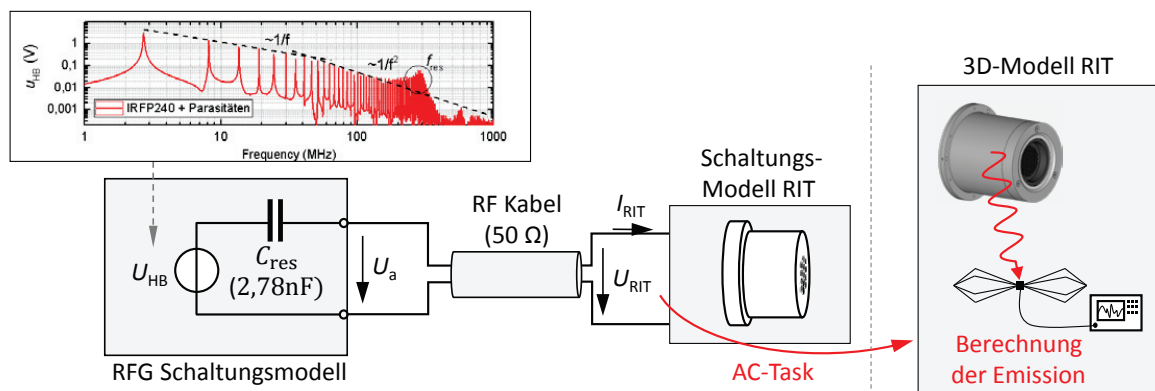 u_HB (V)
1
0,1
0,01
0,001
~1/f
~1/f²
f_res
IRFP240 + Parasitäten
1 10 100 1000
Frequency (MHz)
3D-Modell RIT
Schaltungs-
Modell RIT
RF Kabel
(50 Ω)
I_RIT
C_res
(2,78nF)
U_HB
U_a
U_RIT
AC-Task
RFG Schaltungsmodell
Berechnung
der Emission